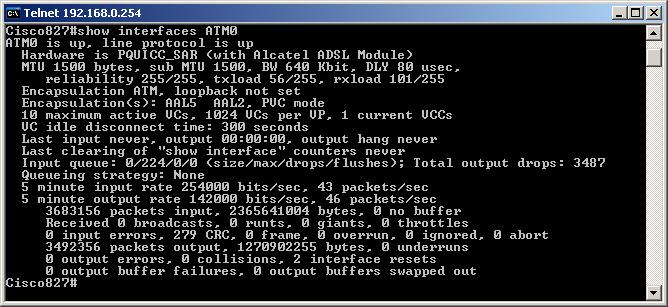 Telnet 192.168.0.254
Cisco827#show interfaces ATM0
ATM0 is up, line protocol is up
  Hardware is PQUICC_SAR (with Alcatel ADSL Module)
  MTU 1500 bytes, sub MTU 1500, BW 640 Kbit, DLY 80 usec,
     reliability 255/255, txload 56/255, rxload 101/255
  Encapsulation ATM, loopback not set
  Encapsulation(s): AAL5  AAL2, PVC mode
  10 maximum active VCs, 1024 VCs per VP, 1 current VCCs
  VC idle disconnect time: 300 seconds
  Last input never, output 00:00:00, output hang never
  Last clearing of "show interface" counters never
  Input queue: 0/224/0/0 (size/max/drops/flushes); Total output drops: 3487
  Queueing strategy: None
  5 minute input rate 254000 bits/sec, 43 packets/sec
  5 minute output rate 142000 bits/sec, 46 packets/sec
     3683156 packets input, 2365641004 bytes, 0 no buffer
     Received 0 broadcasts, 0 runts, 0 giants, 0 throttles
     0 input errors, 279 CRC, 0 frame, 0 overrun, 0 ignored, 0 abort
     3492356 packets output, 1270902255 bytes, 0 underruns
     0 output errors, 0 collisions, 2 interface resets
     0 output buffer failures, 0 output buffers swapped out
Cisco827#